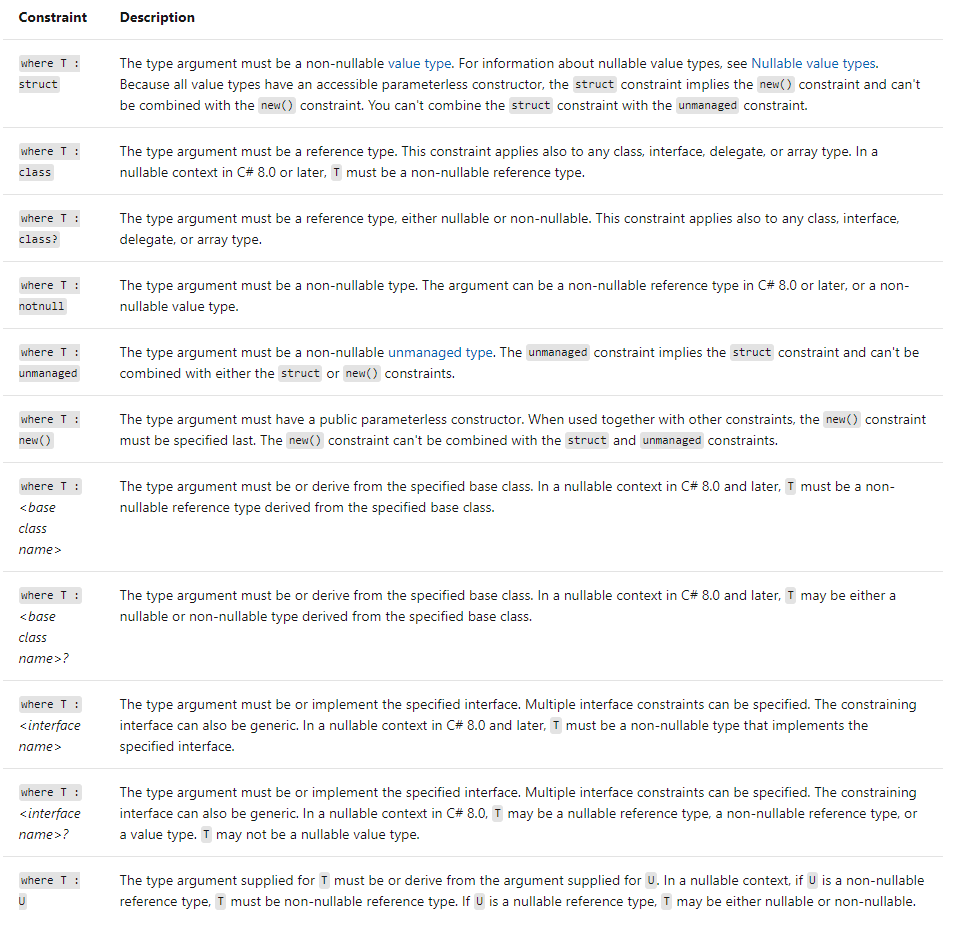 Constraint Description
where T : The type argument must be a non-nullable value type. For information about nullable value types, see Nullable value types.
struct Because all value types have an accessible parameterless constructor, the struct constraint implies the new() constraint and can't
be combined with the new() constraint. You can't combine the struct constraint with the unmanaged constraint.
where T : The type argument must be a reference type. This constraint applies also to any class, interface, delegate, or array type. In a
class nullable context in C# 8.0 or later, T must be a non-nullable reference type.
where T : The type argument must be a reference type, either nullable or non-nullable. This constraint applies also to any class, interface,
class? delegate, or array type.
where T : The type argument must be a non-nullable type. The argument can be a non-nullable reference type in C# 8.0 or later, or a non-
notnull nullable value type.
where T : The type argument must be a non-nullable unmanaged type. The unmanaged constraint implies the struct constraint and can't be
unmanaged combined with either the struct or new() constraints.
where T : The type argument must have a public parameterless constructor. When used together with other constraints, the new() constraint
new() must be specified last. The new() constraint can't be combined with the struct and unmanaged constraints.
where T : The type argument must be or derive from the specified base class. In a nullable context in C# 8.0 and later, T must be a non-
<base nullable reference type derived from the specified base class.
class
name>
where T : The type argument must be or derive from the specified base class. In a nullable context in C# 8.0 and later, T may be either a
<base nullable or non-nullable type derived from the specified base class.
class
name>?
where T : The type argument must be or implement the specified interface. Multiple interface constraints can be specified. The constraining
<interface interface can also be generic. In a nullable context in C# 8.0 and later, T must be a non-nullable type that implements the
name> specified interface.
where T : The type argument must be or implement the specified interface. Multiple interface constraints can be specified. The constraining
<interface interface can also be generic. In a nullable context in C# 8.0, T may be a nullable reference type, a non-nullable reference type, or
name>? a value type. T may not be a nullable value type.
where T : The type argument supplied for T must be or derive from the argument supplied for U. In a nullable context, if U is a non-nullable
U reference type, T must be non-nullable reference type. If U is a nullable reference type, T may be either nullable or non-nullable.